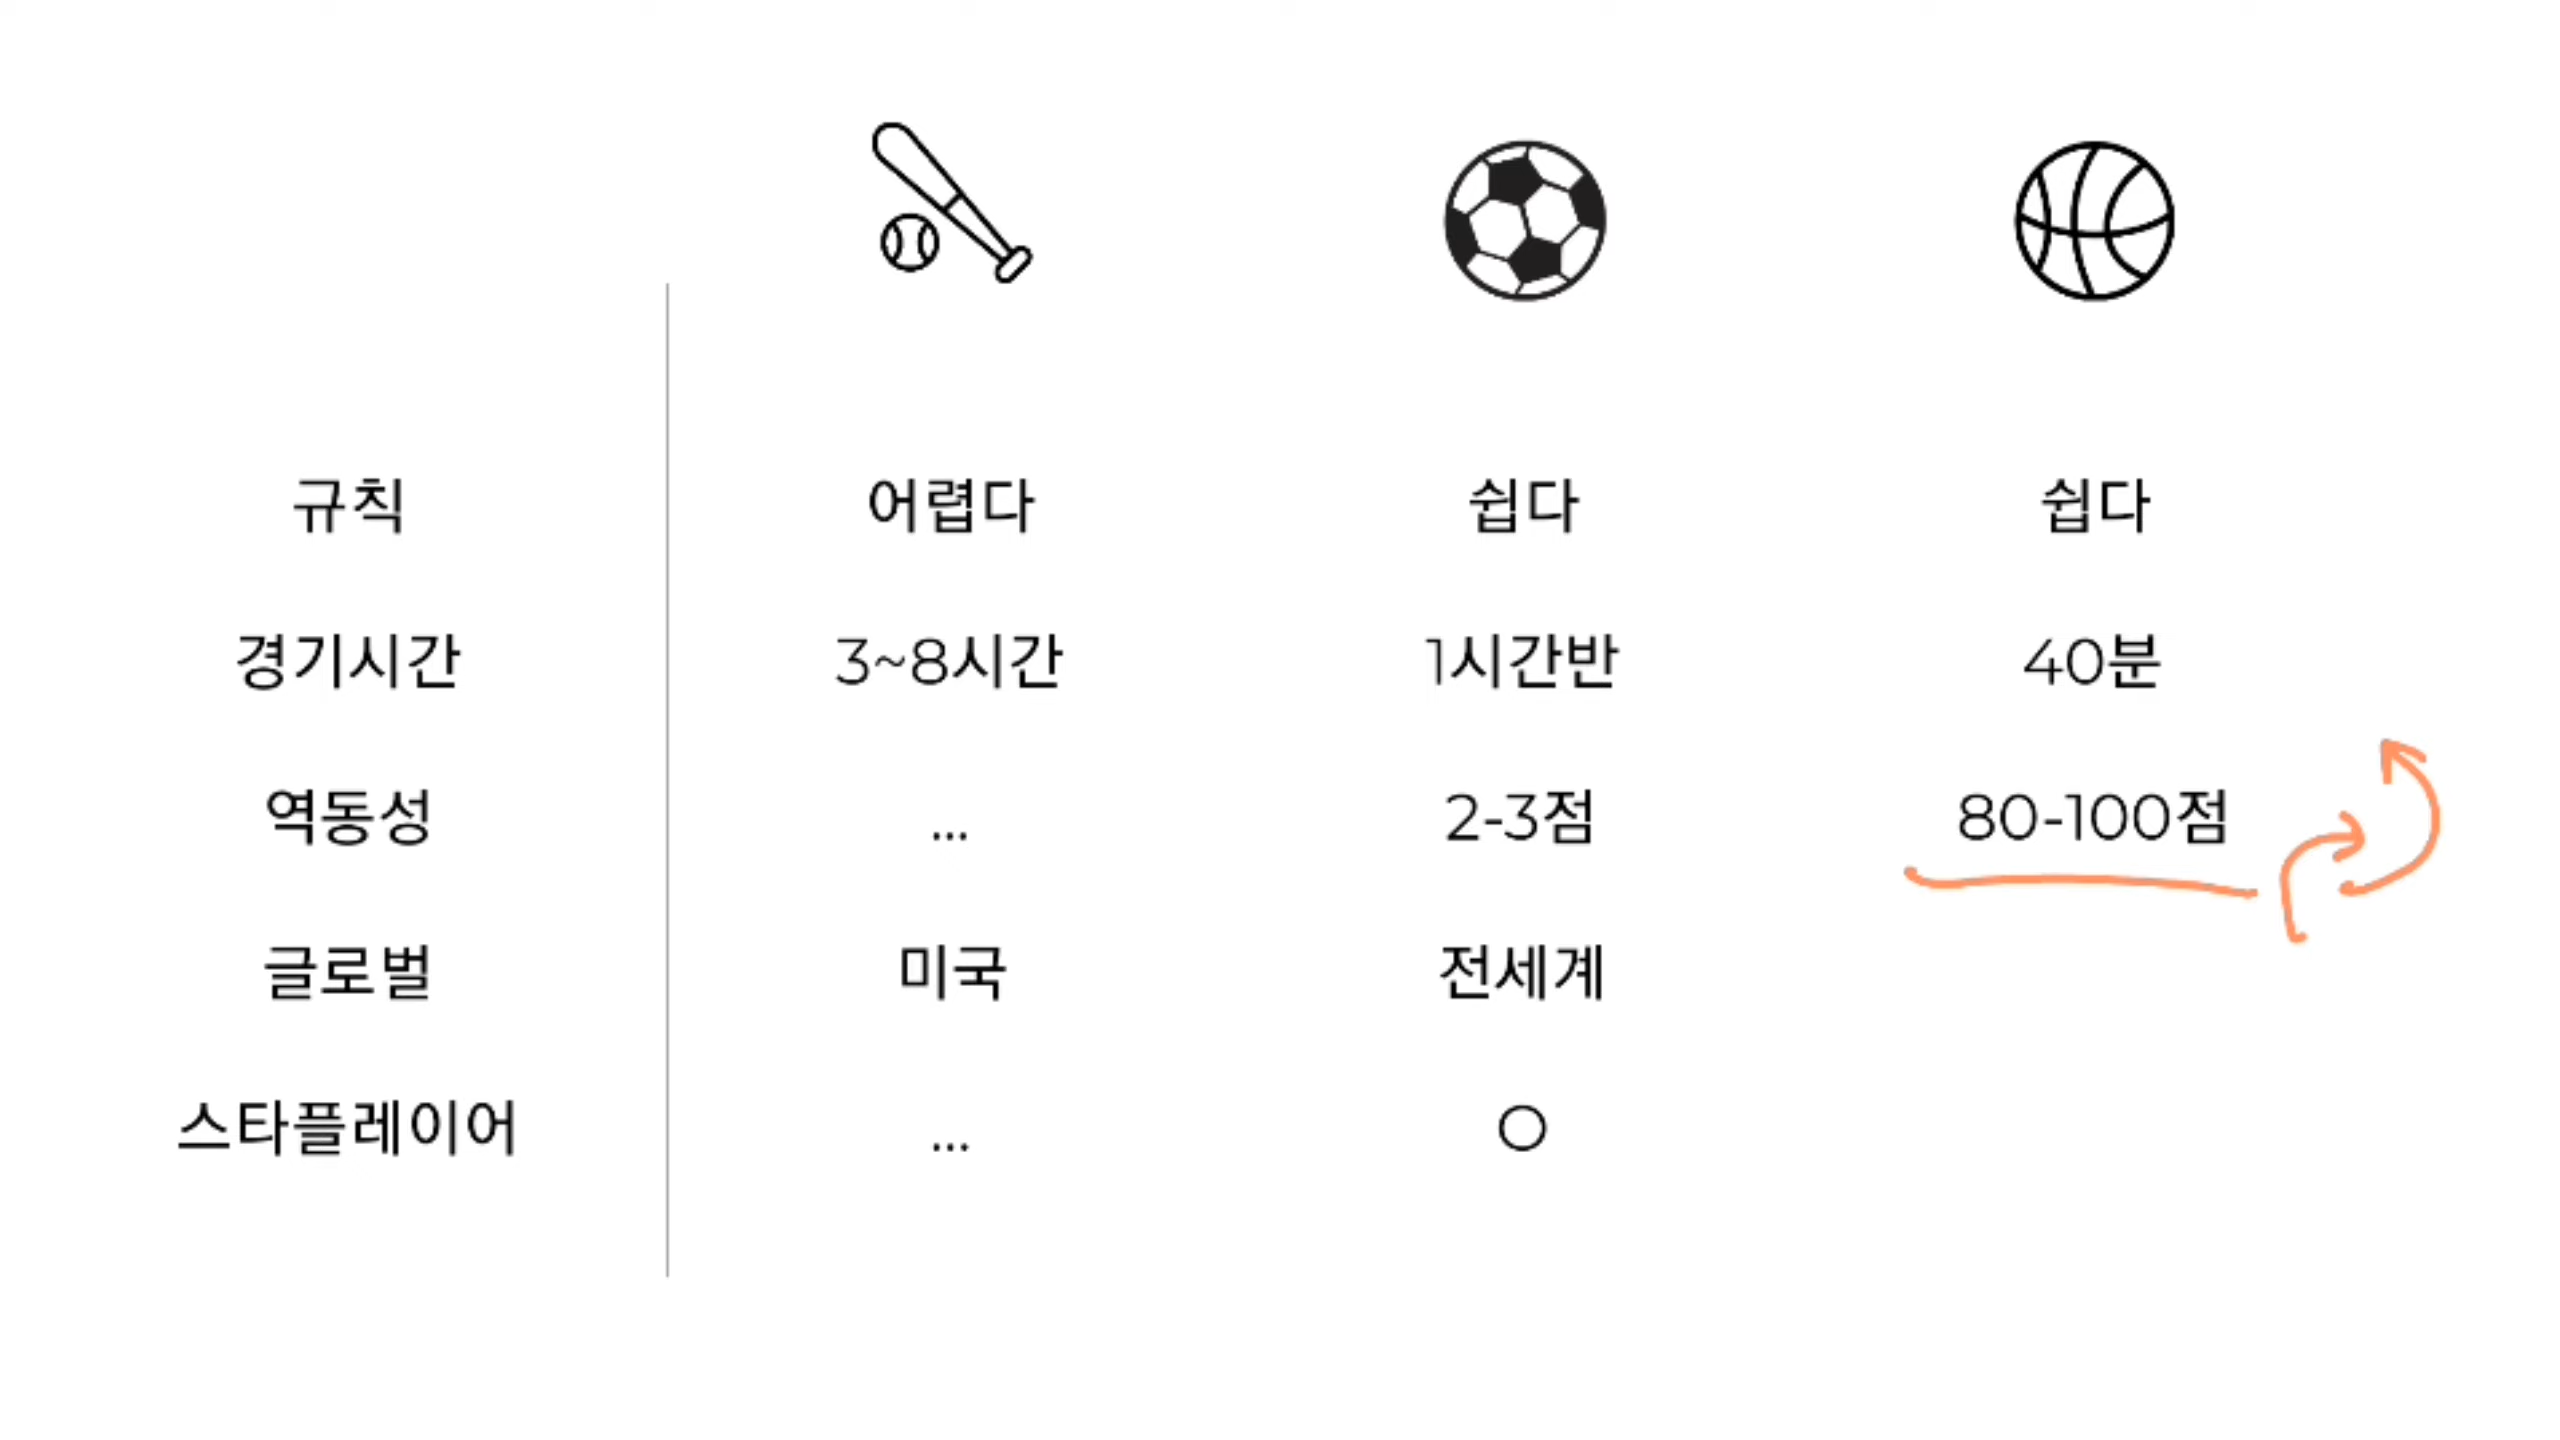 규칙 어렵다 쉽다 쉽다
경기시간 3~8시간 1시간반 40분
역동성 ... 2-3점 80-100점
글로벌 미국 전세계
스타플레이어 ... O